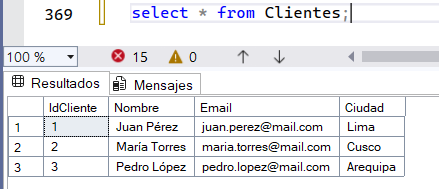 369 select * from Clientes;
100 % 15 0
Resultados Mensajes
IdCliente Nombre Email Ciudad
1 1 Juan Pérez juan.perez@mail.com Lima
2 2 María Torres maria.torres@mail.com Cusco
3 3 Pedro López pedro.lopez@mail.com Arequipa